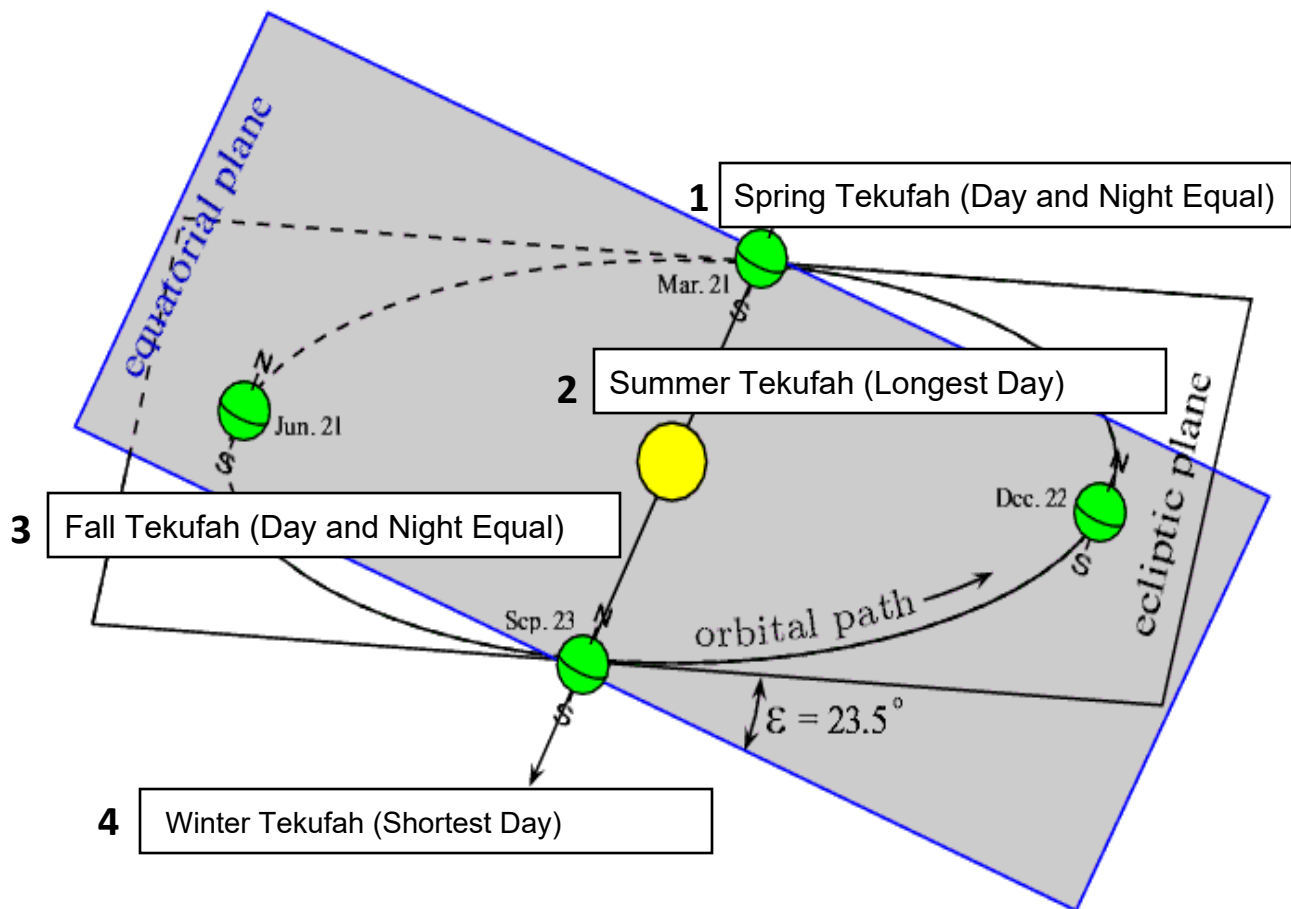 equatorial plane
1 Spring Tekufah (Day and Night Equal)
Mar. 21
S
2 Summer Tekufah (Longest Day)
N
Jun. 21
S
ecliptic plane
N
Dec. 22
S
3 Fall Tekufah (Day and Night Equal)
orbital path
Sep. 23
N
S
ε = 23.5°
4 Winter Tekufah (Shortest Day)